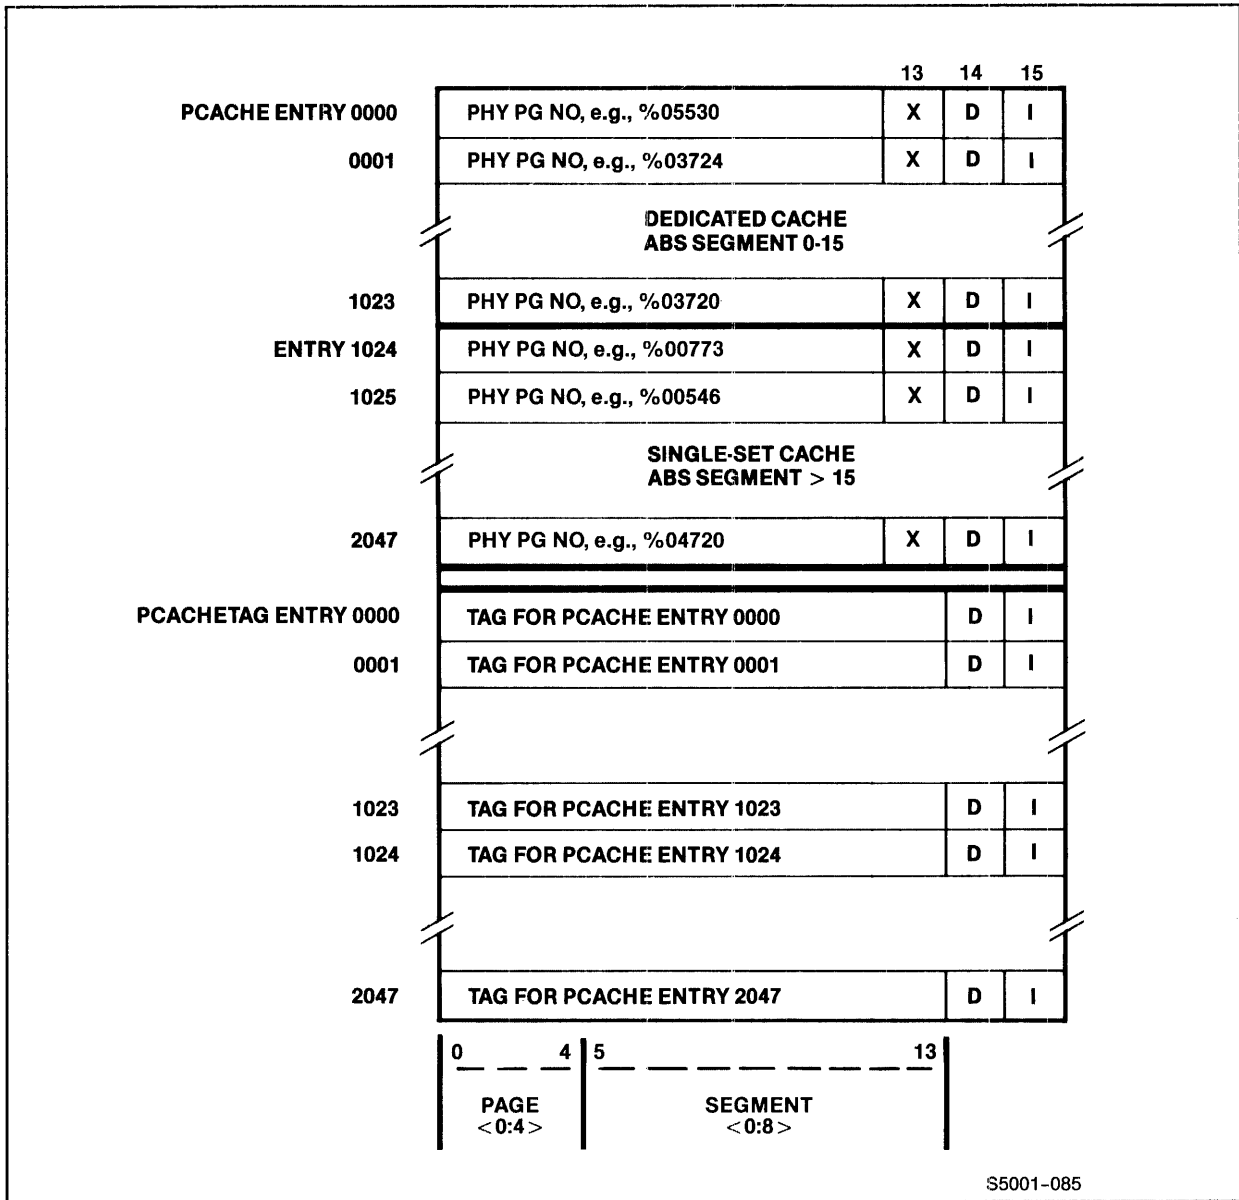 13 14 15
PCACHE ENTRY 0000 PHY PG NO, e.g., %05530 X D I
0001 PHY PG NO, e.g., %03724 X D I
DEDICATED CACHE
ABS SEGMENT 0-15
1023 PHY PG NO, e.g., %03720 X D I
ENTRY 1024 PHY PG NO, e.g., %00773 X D I
1025 PHY PG NO, e.g., %00546 X D I
SINGLE-SET CACHE
ABS SEGMENT > 15
2047 PHY PG NO, e.g., %04720 X D I
PCACHETAG ENTRY 0000 TAG FOR PCACHE ENTRY 0000 D I
0001 TAG FOR PCACHE ENTRY 0001 D I
1023 TAG FOR PCACHE ENTRY 1023 D I
1024 TAG FOR PCACHE ENTRY 1024 D I
2047 TAG FOR PCACHE ENTRY 2047 D I
0 4 5 13
PAGE SEGMENT
<0:4> <0:8>
S5001-085